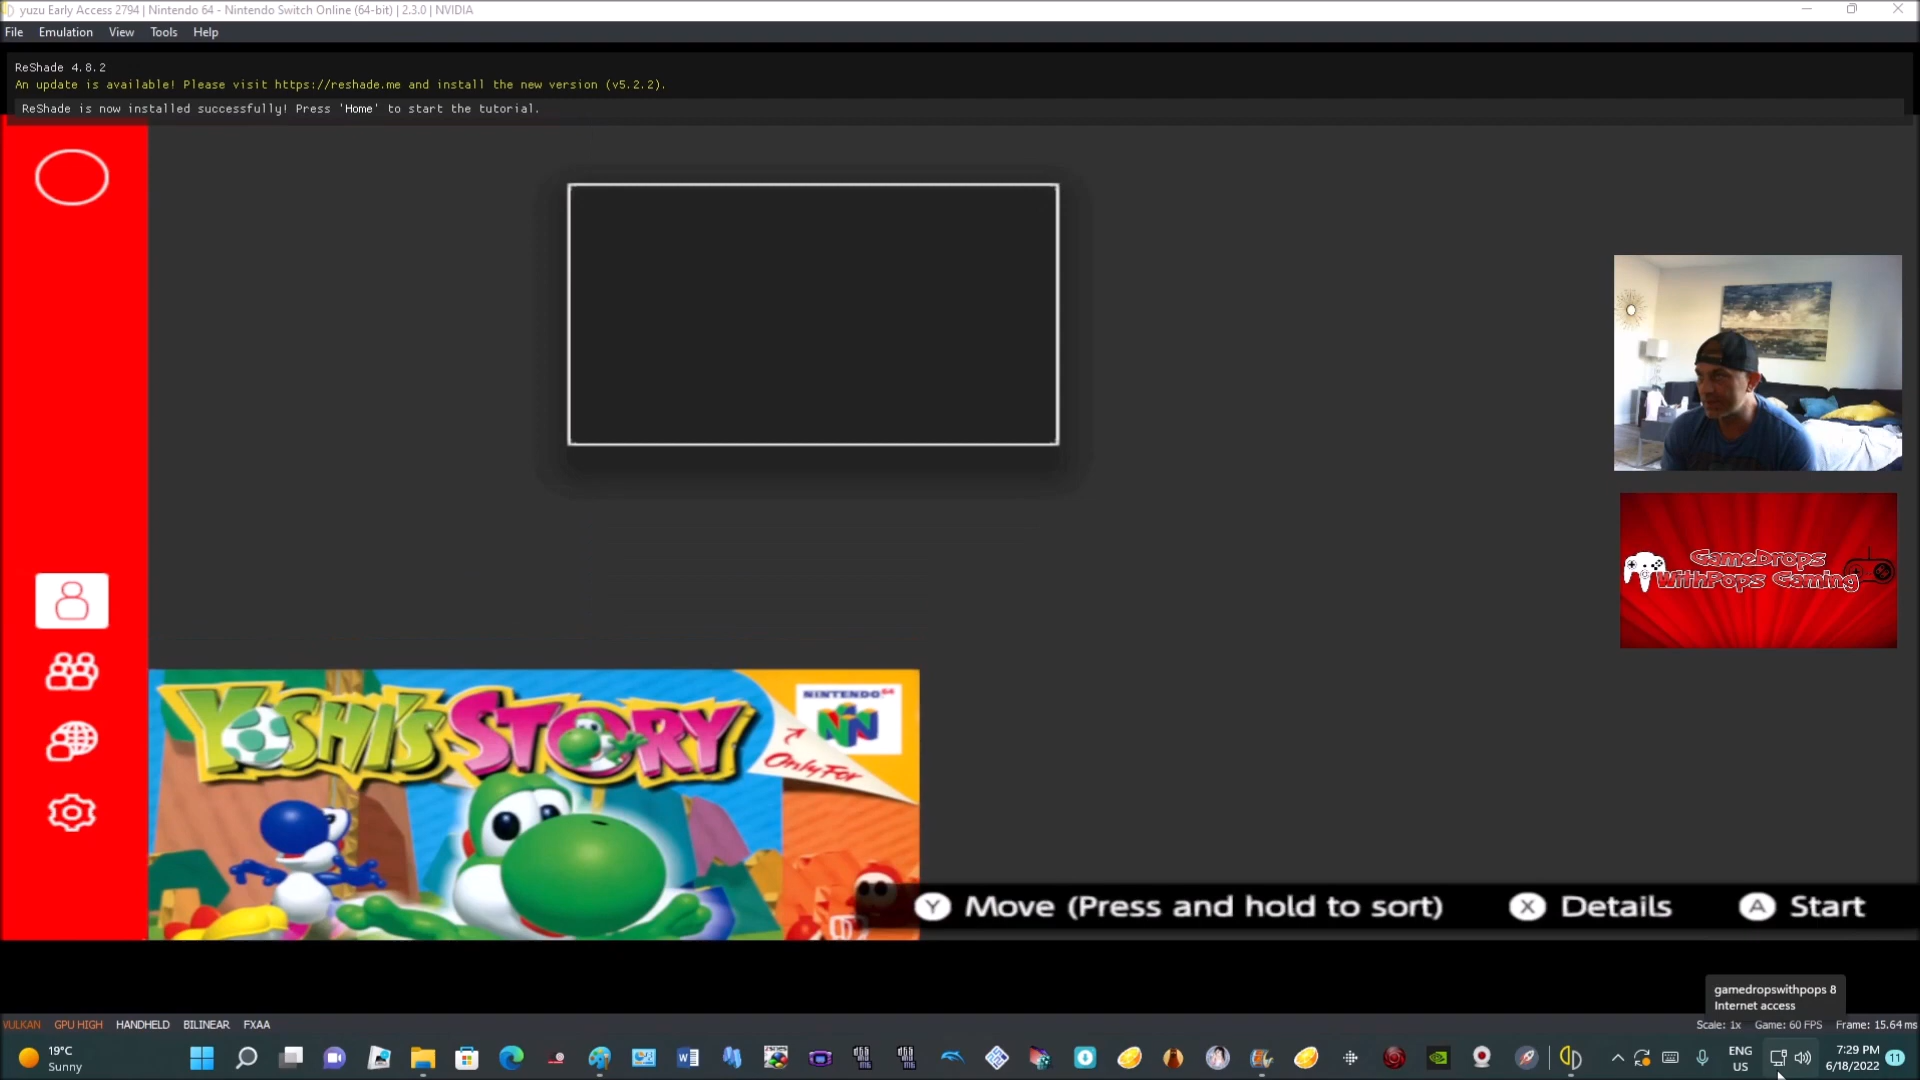 yuzu Early Access 2794 | Nintendo 64 - Nintendo Switch Online (64-bit) | 2.3.0 | NVIDIA
File Emulation View Tools Help
ReShade 4.8.2
An update is available! Please visit https://reshade.me and install the new version (v5.2.2).
ReShade is now installed successfully! Press 'Home' to start the tutorial.
GameDrops
WithPops Gaming
YOSHI'S STORY
NINTENDO 64
Only For
Y Move (Press and hold to sort) X Details A Start
gamedropswithpops 8
Internet access
VULKAN GPU HIGH HANDHELD BILINEAR FXAA
Scale: 1x Game: 60 FPS Frame: 15.64 ms
19°C
Sunny
ENG
US
7:29 PM
6/18/2022
11